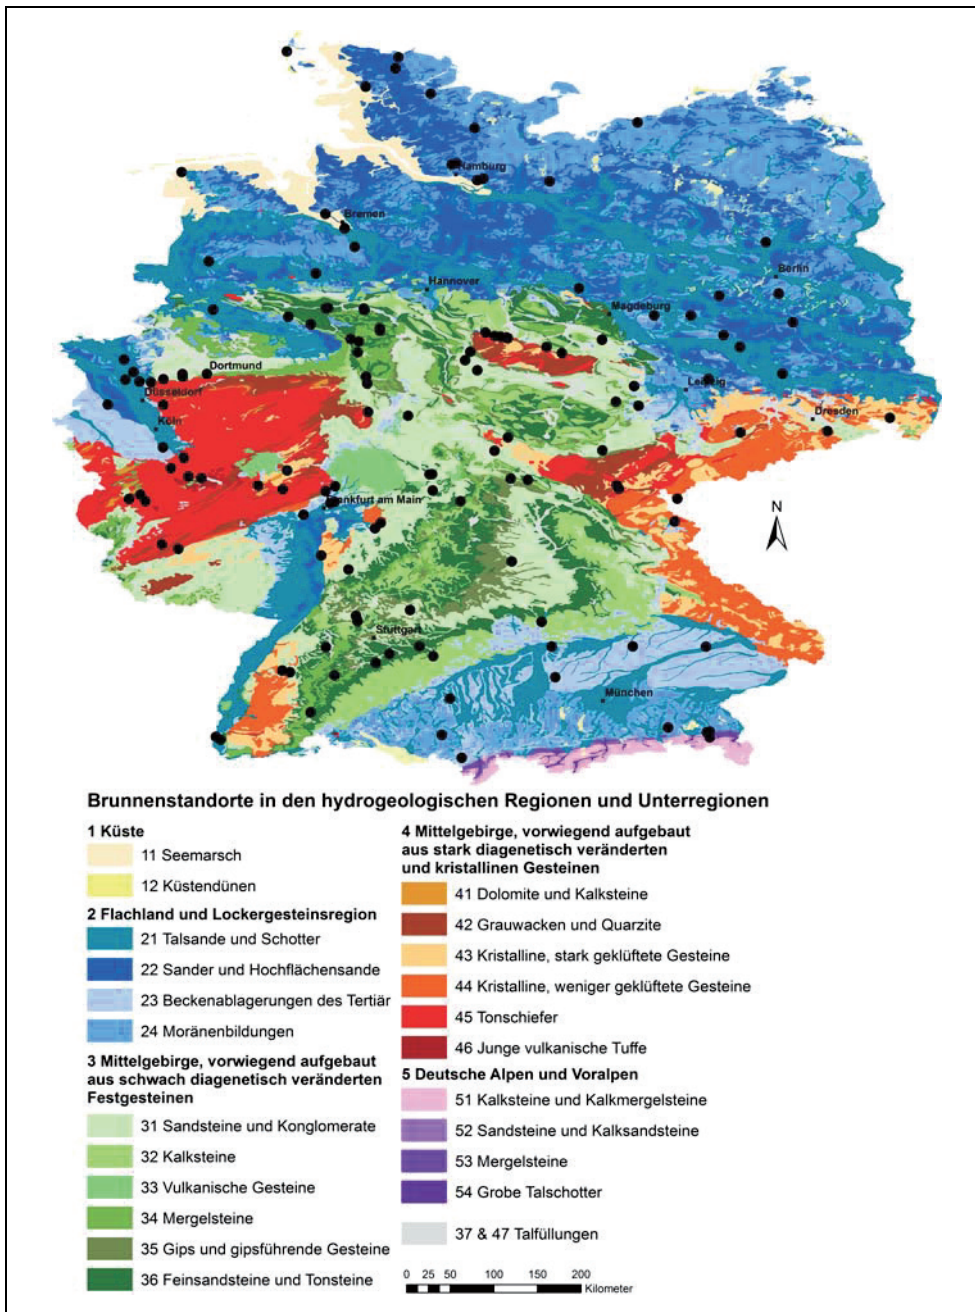 Hamburg
Bremen
Berlin
Hannover
Magdeburg
Dortmund
Düsseldorf
Leipzig
Köln
Dresden
Frankfurt am Main
N
Stuttgart
München
Brunnenstandorte in den hydrogeologischen Regionen und Unterregionen
1 Küste
11 Seemarsch
12 Küstendünen
2 Flachland und Lockergesteinsregion
21 Talsande und Schotter
22 Sander und Hochflächensande
23 Beckenablagerungen des Tertiär
24 Moränenbildungen
3 Mittelgebirge, vorwiegend aufgebaut
aus schwach diagenetisch veränderten
Festgesteinen
31 Sandsteine und Konglomerate
32 Kalksteine
33 Vulkanische Gesteine
34 Mergelsteine
35 Gips und gipsführende Gesteine
36 Feinsandsteine und Tonsteine
4 Mittelgebirge, vorwiegend aufgebaut
aus stark diagenetisch veränderten
und kristallinen Gesteinen
41 Dolomite und Kalksteine
42 Grauwacken und Quarzite
43 Kristalline, stark geklüftete Gesteine
44 Kristalline, weniger geklüftete Gesteine
45 Tonschiefer
46 Junge vulkanische Tuffe
5 Deutsche Alpen und Voralpen
51 Kalksteine und Kalkmergelsteine
52 Sandsteine und Kalksandsteine
53 Mergelsteine
54 Grobe Talschotter
37 & 47 Talfüllungen
0 25 50 100 150 200
Kilometer